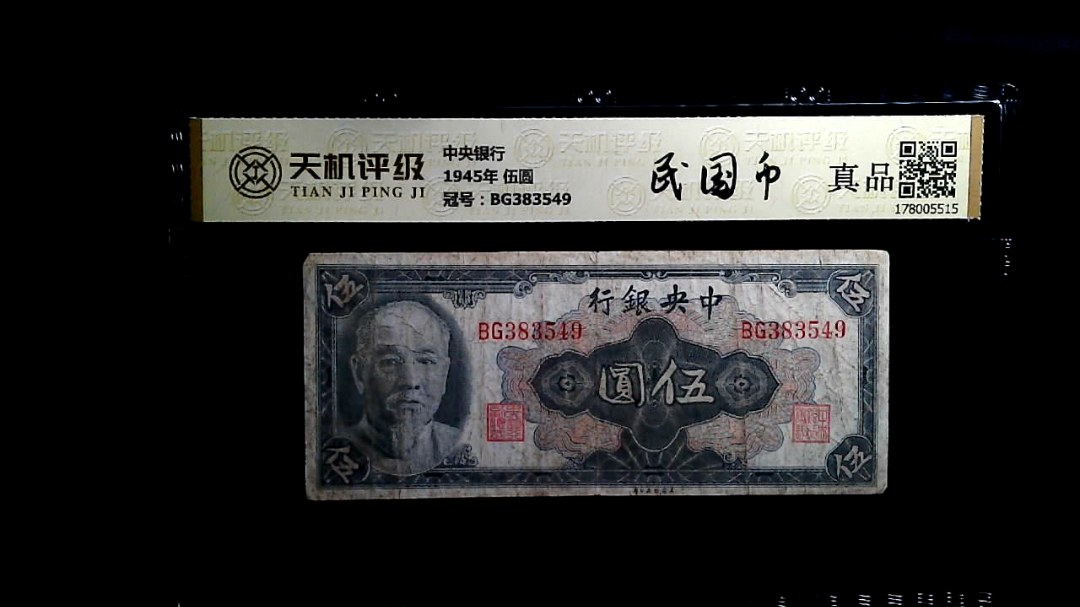 天机评级
TIAN JI PING JI
中央银行
1945年 伍圆
冠号：BG383549
民国币
真品
178005515
伍
伍
行銀央中
BG383549
BG383549
圓伍
伍
伍